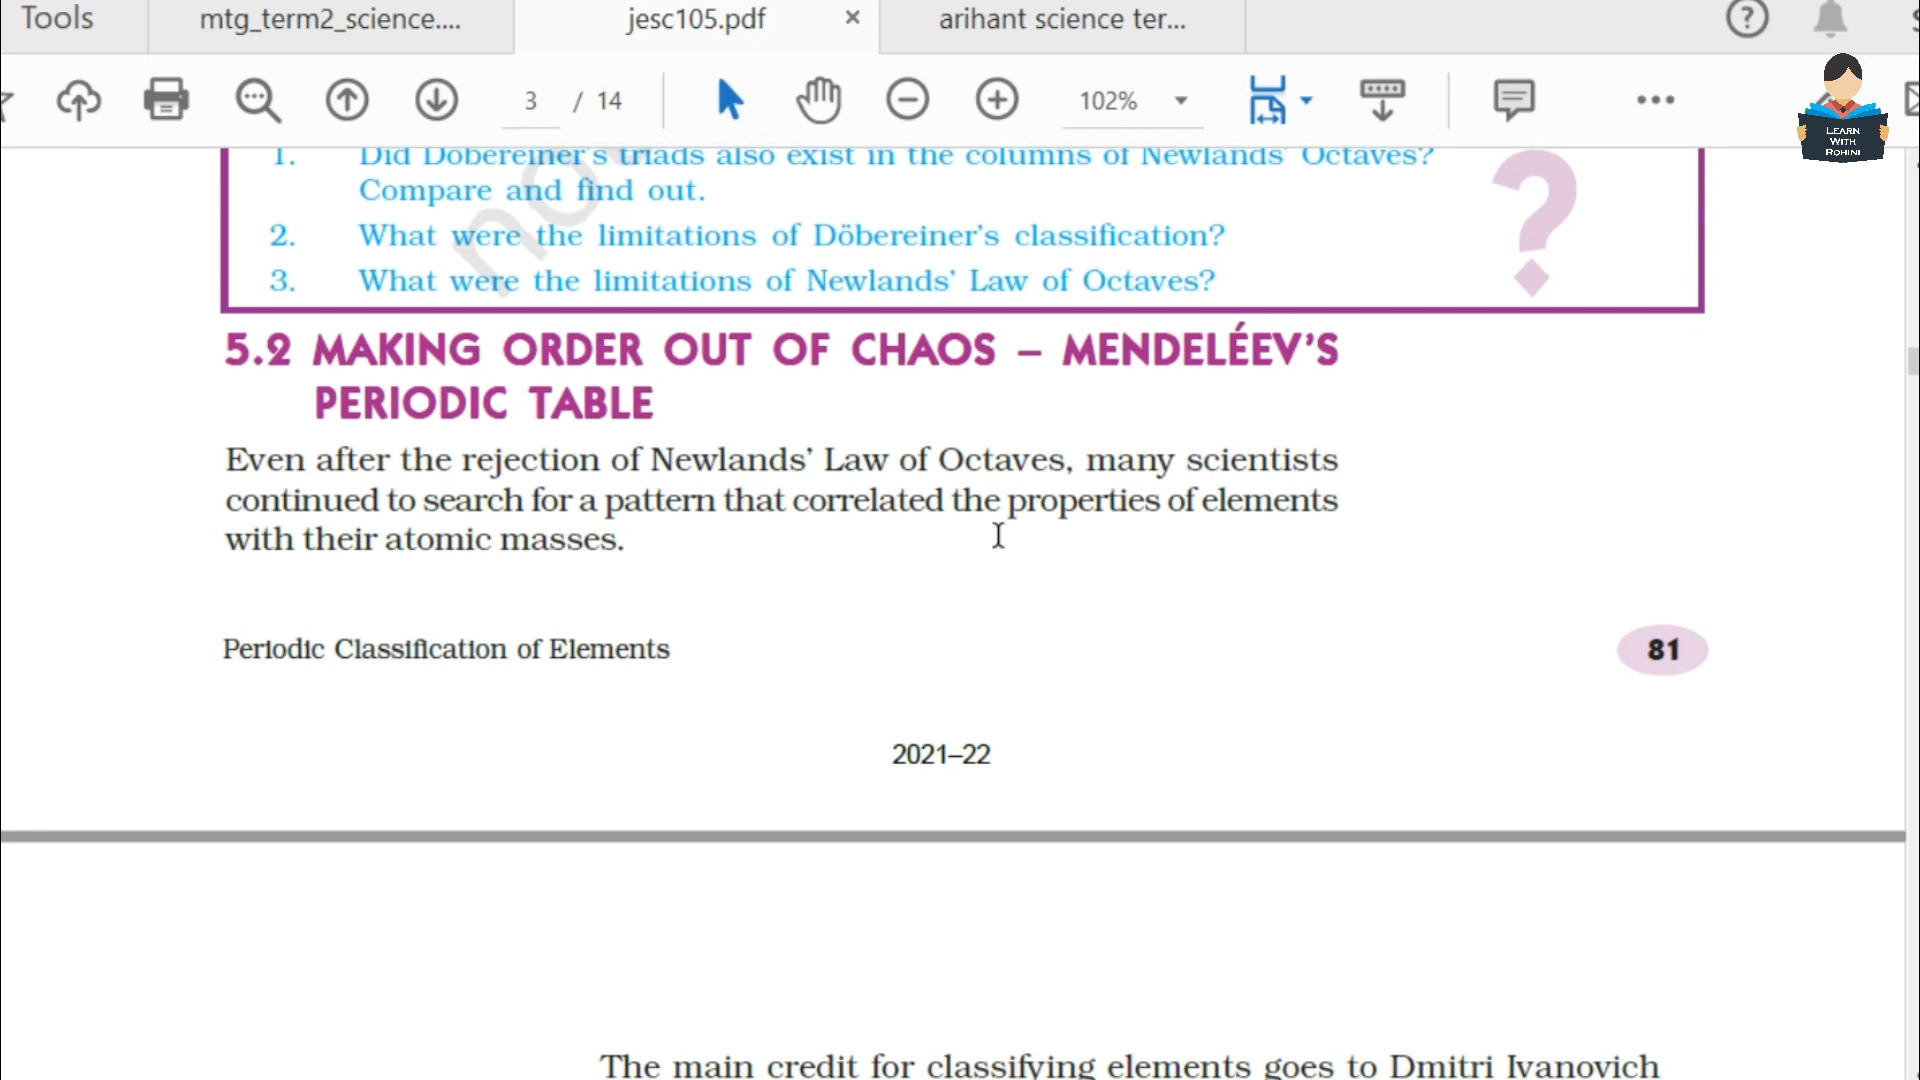 Tools
mtg_term2_science....
jesc105.pdf
arihant science ter...
3 / 14
102%
LEARN
WITH
ROHINI
1. Did Döbereiner's triads also exist in the columns of Newlands' Octaves?
Compare and find out.
2. What were the limitations of Döbereiner's classification?
3. What were the limitations of Newlands' Law of Octaves?
5.2 MAKING ORDER OUT OF CHAOS – MENDELÉEV'S
PERIODIC TABLE
Even after the rejection of Newlands' Law of Octaves, many scientists
continued to search for a pattern that correlated the properties of elements
with their atomic masses.
Periodic Classification of Elements
81
2021–22
The main credit for classifying elements goes to Dmitri Ivanovich